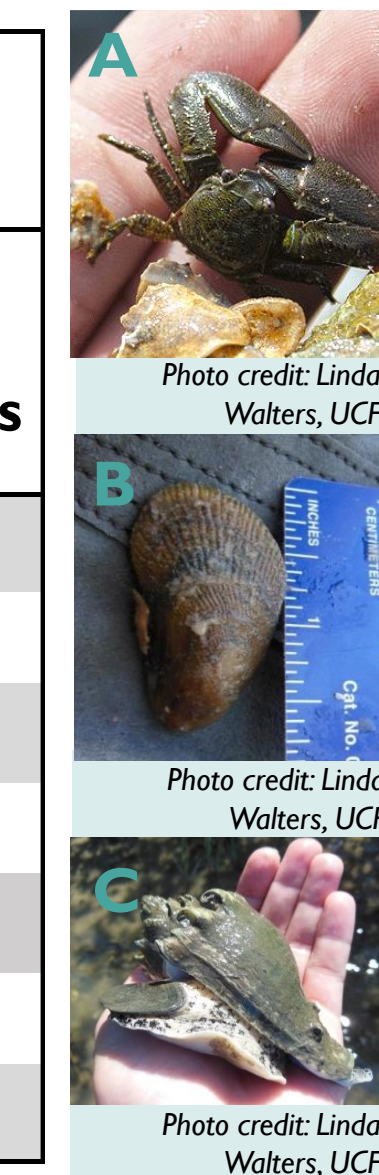 s
A
Photo credit: Linda
Walters, UCF
B
INCHES
CENTIMETERS
1
Cat. No.
Photo credit: Linda
Walters, UCF
C
Photo credit: Linda
Walters, UCF